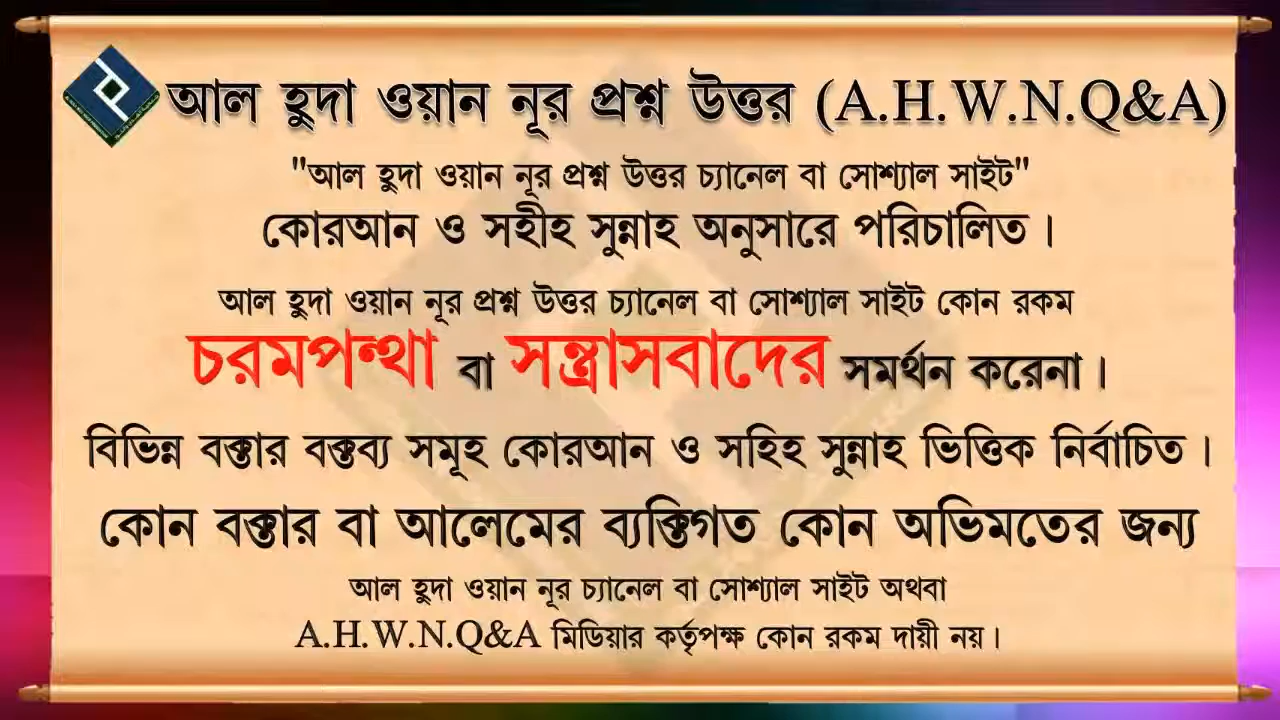 আল হুদা ওয়ান নূর প্রশ্ন উত্তর (A.H.W.N.Q&A)
"আল হুদা ওয়ান নূর প্রশ্ন উত্তর চ্যানেল বা সোশ্যাল সাইট"
কোরআন ও সহীহ সুন্নাহ অনুসারে পরিচালিত।
আল হুদা ওয়ান নূর প্রশ্ন উত্তর চ্যানেল বা সোশ্যাল সাইট কোন রকম
চরমপন্থা বা সন্ত্রাসবাদের সমর্থন করেনা।
বিভিন্ন বক্তার বক্তব্য সমূহ কোরআন ও সহিহ সুন্নাহ ভিত্তিক নির্বাচিত।
কোন বক্তার বা আলেমের ব্যক্তিগত কোন অভিমতের জন্য
আল হুদা ওয়ান নূর চ্যানেল বা সোশ্যাল সাইট অথবা
A.H.W.N.Q&A মিডিয়ার কর্তৃপক্ষ কোন রকম দায়ী নয়।